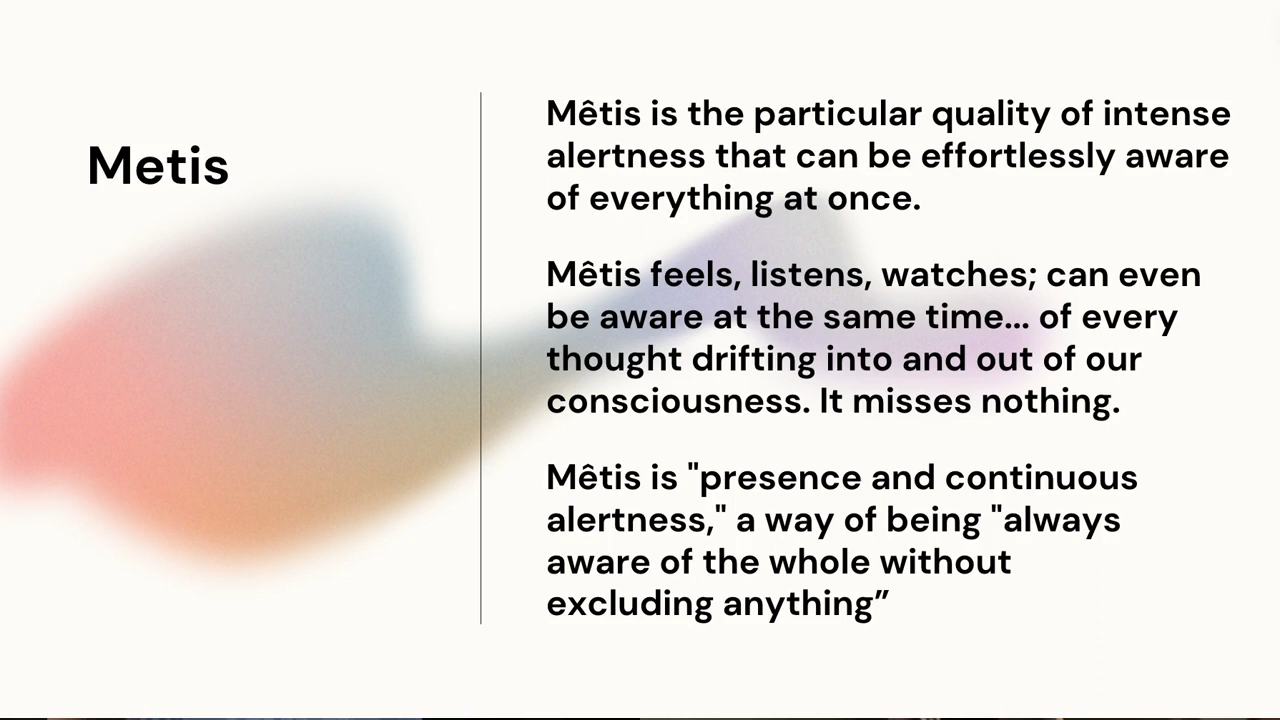 Metis
Mêtis is the particular quality of intense
alertness that can be effortlessly aware
of everything at once.
Mêtis feels, listens, watches; can even
be aware at the same time... of every
thought drifting into and out of our
consciousness. It misses nothing.
Mêtis is "presence and continuous
alertness," a way of being "always
aware of the whole without
excluding anything”